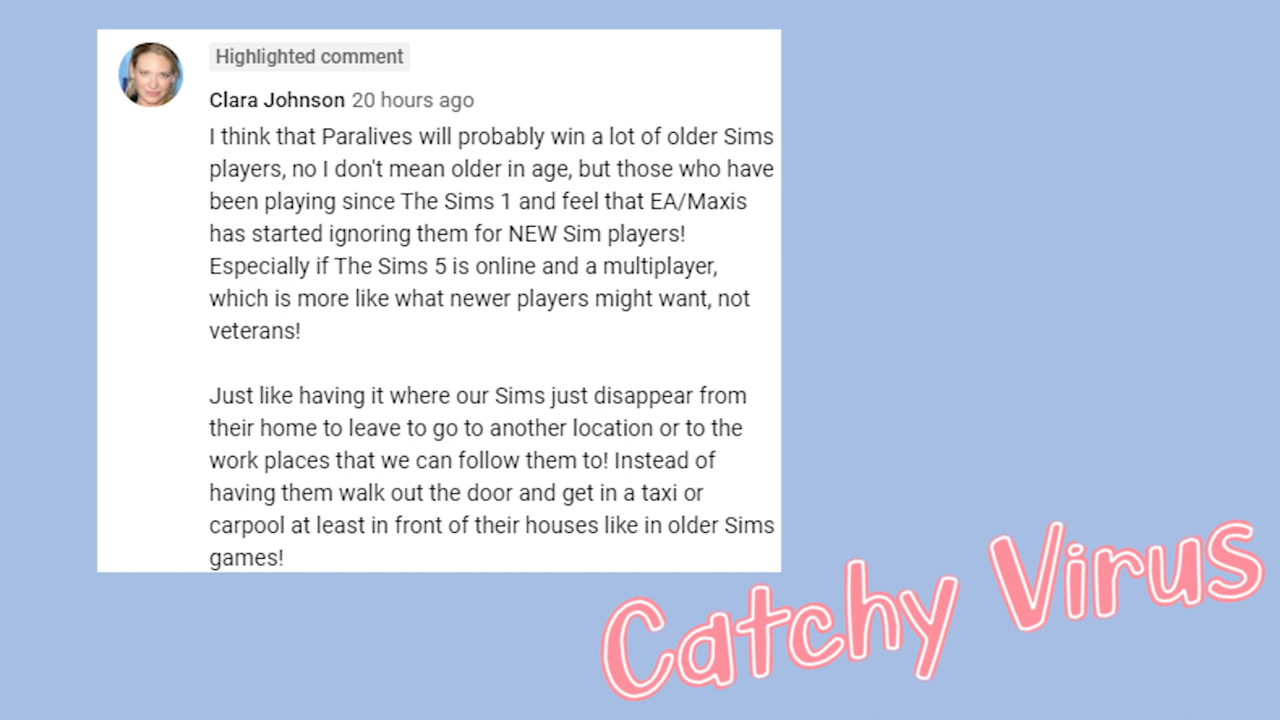 Highlighted comment
Clara Johnson 20 hours ago
I think that Paralives will probably win a lot of older Sims
players, no I don't mean older in age, but those who have
been playing since The Sims 1 and feel that EA/Maxis
has started ignoring them for NEW Sim players!
Especially if The Sims 5 is online and a multiplayer,
which is more like what newer players might want, not
veterans!
Just like having it where our Sims just disappear from
their home to leave to go to another location or to the
work places that we can follow them to! Instead of
having them walk out the door and get in a taxi or
carpool at least in front of their houses like in older Sims
games!
Catchy Virus